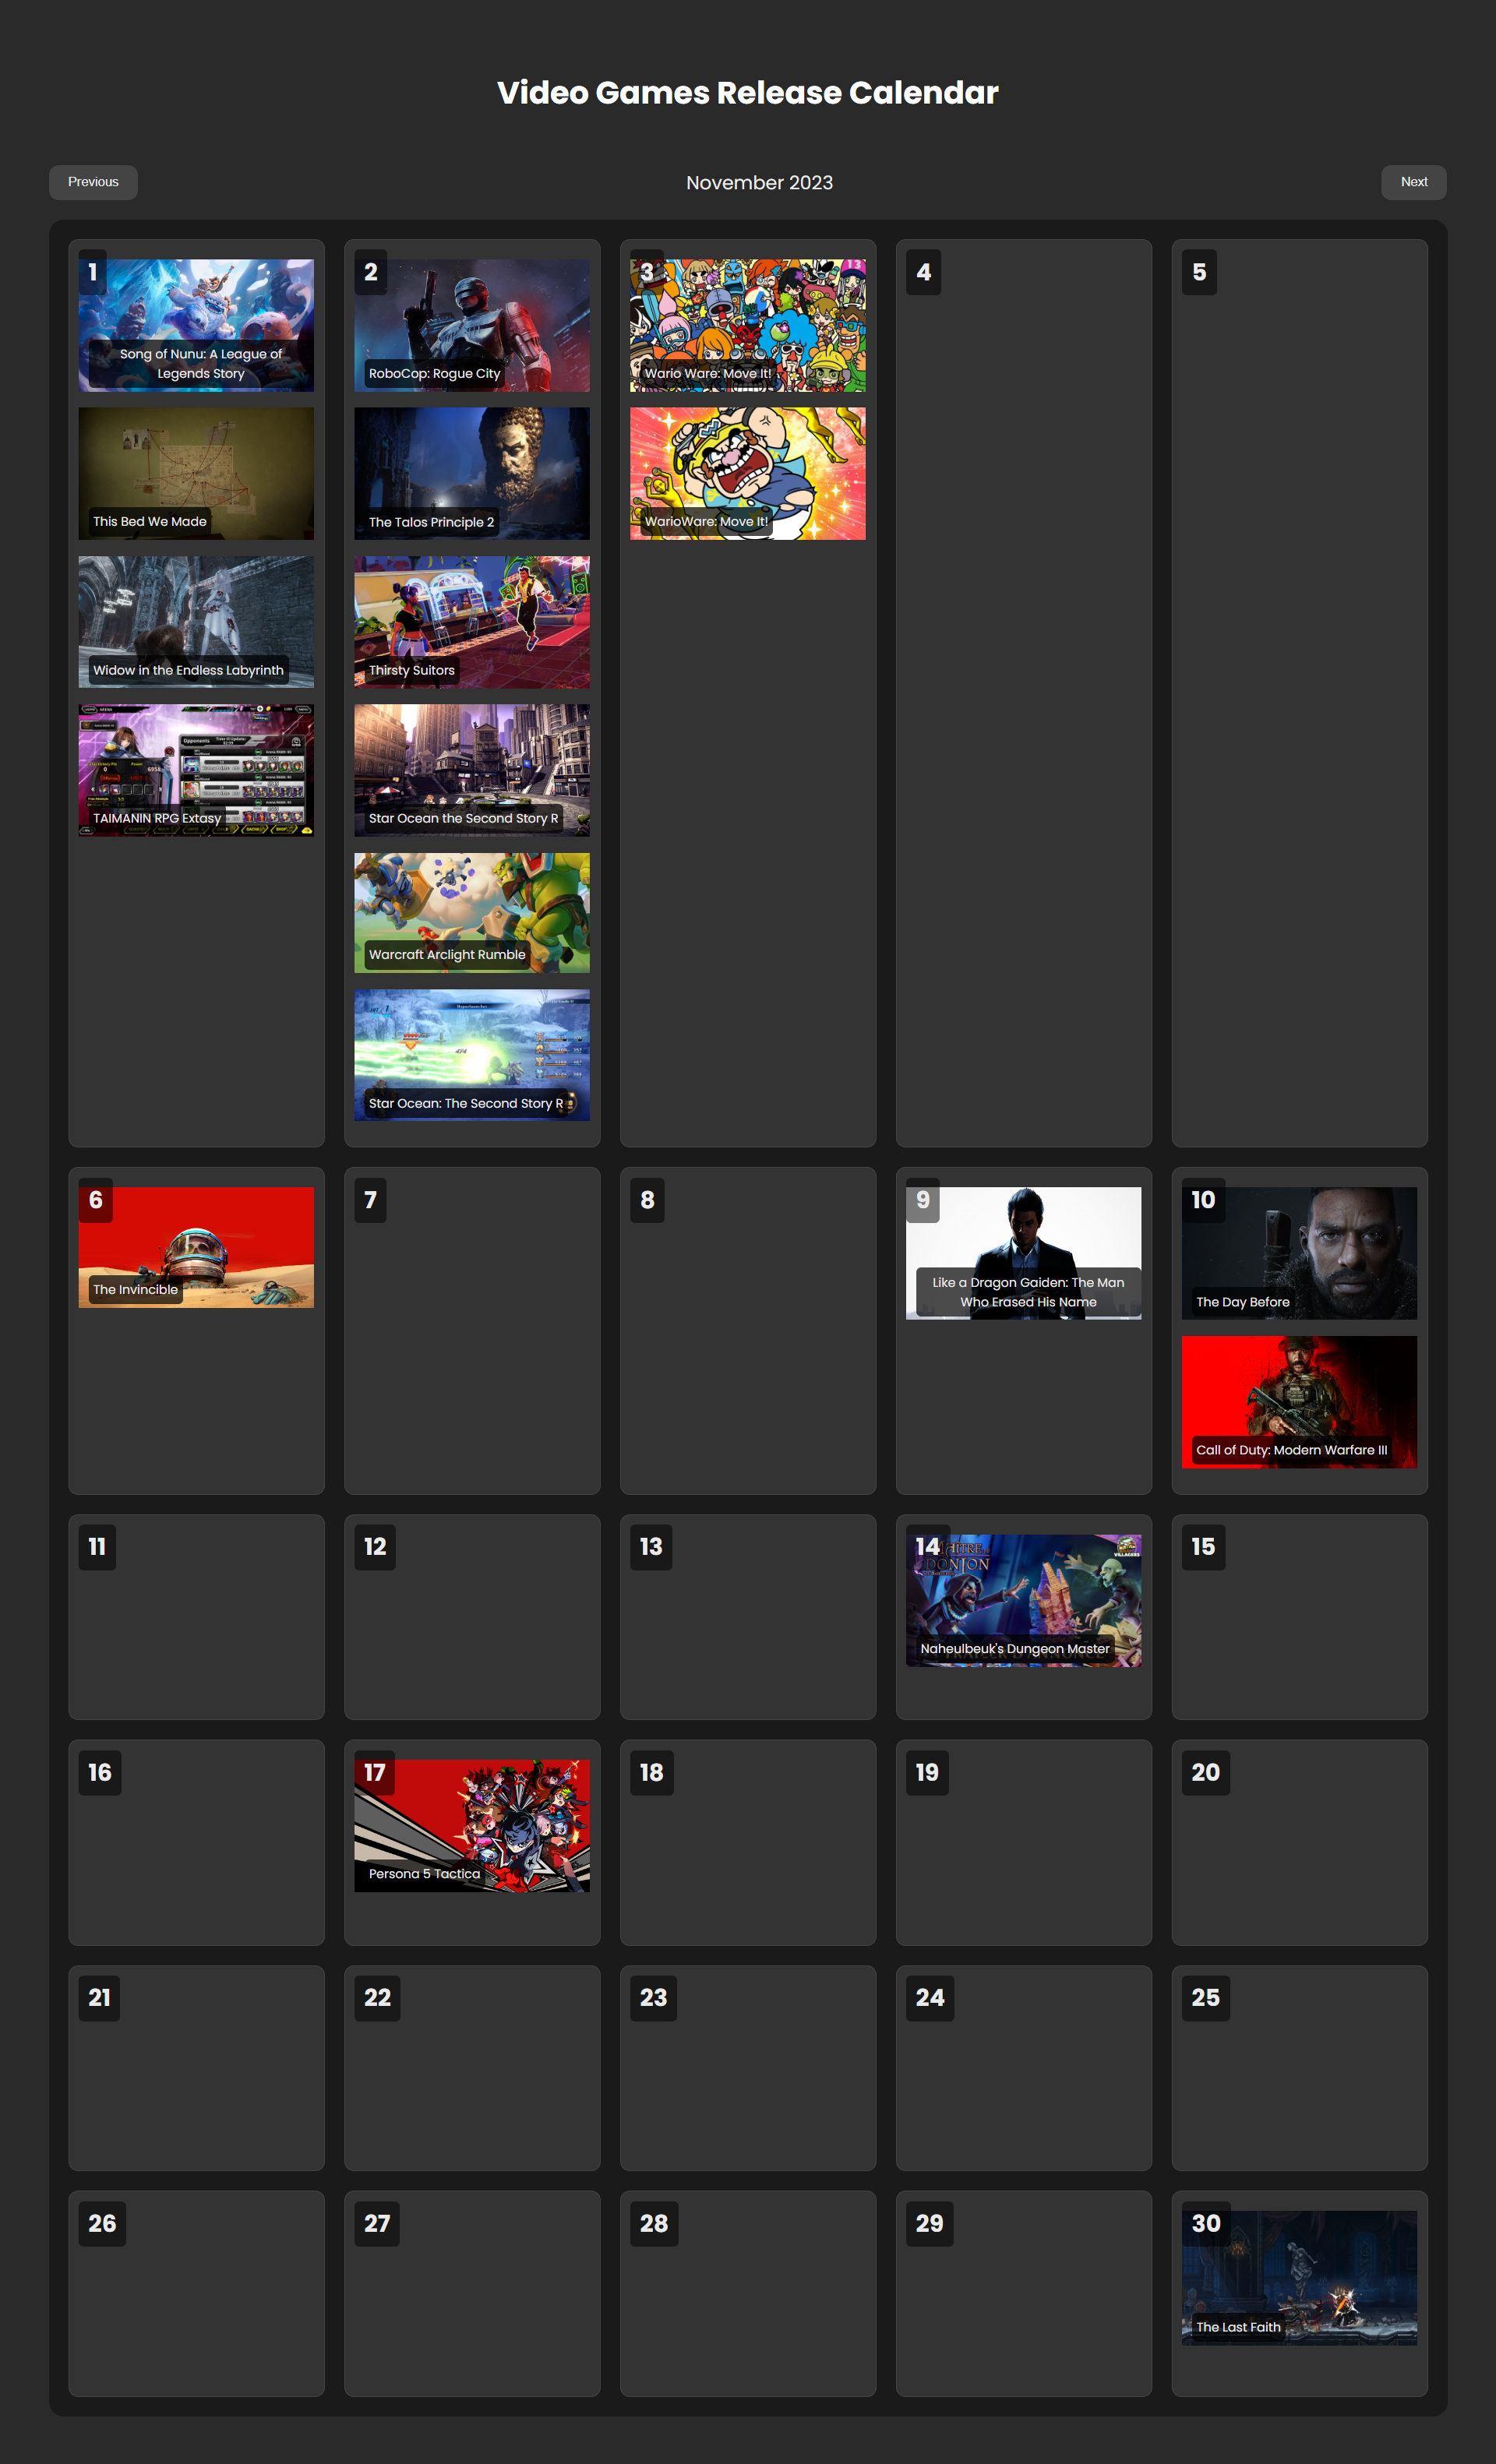 Video Games Release Calendar
Previous
November 2023
Next
1
Song of Nunu: A League of
Legends Story
This Bed We Made
Widow in the Endless Labyrinth
Opponents
TAIMANIN RPG Extasy
2
RoboCop: Rogue City
The Talos Principle 2
Thirsty Suitors
Star Ocean the Second Story R
Warcraft Arclight Rumble
Star Ocean: The Second Story R
3
13
Wario Ware: Move It!
WarioWare: Move It!
4
5
6
The Invincible
7
8
9
Like a Dragon Gaiden: The Man
Who Erased His Name
10
The Day Before
Call of Duty: Modern Warfare III
11
12
13
14
DONJON
VILLAGERS
Naheulbeuk's Dungeon Master
15
16
17
Persona 5 Tactica
18
19
20
21
22
23
24
25
26
27
28
29
30
The Last Faith